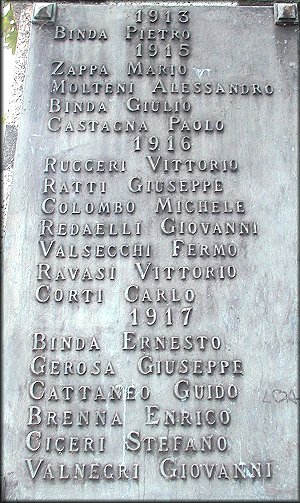 1913
Binda Pietro
1915
Zappa Mario
Molteni Alessandro
Binda Giulio
Castagna Paolo
1916
Ruggeri Vittorio
Ratti Giuseppe
Colombo Michele
Redaelli Giovanni
Valsecchi Fermo
Ravasi Vittorio
Corti Carlo
1917
Binda Ernesto
Gerosa Giuseppe
Cattaneo Guido
Brenna Enrico
Ciceri Stefano
Valnegri Giovanni